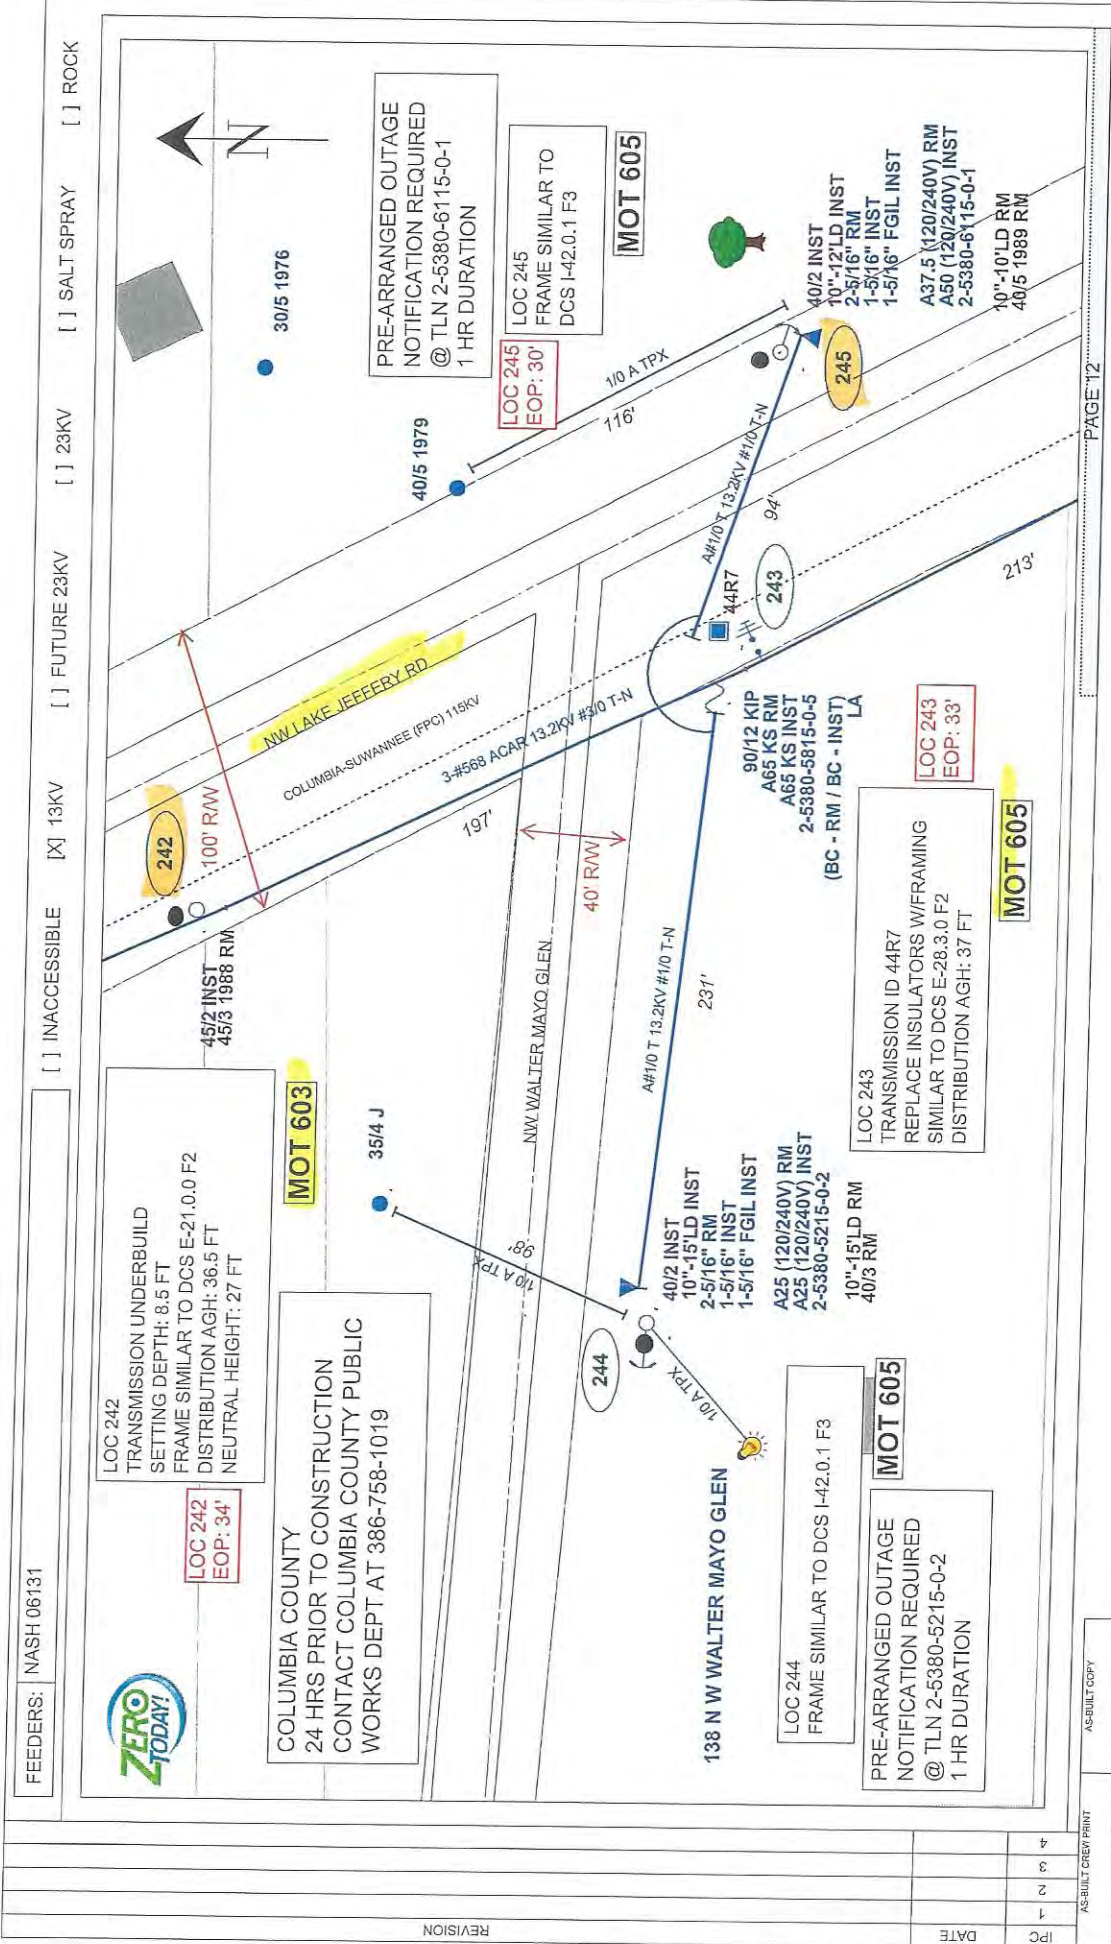 FEEDERS: NASH 06131
[ ] INACCESSIBLE [X] 13KV [ ] FUTURE 23KV [ ] 23KV [ ] SALT SPRAY [ ] ROCK
ZERO
TODAY!
LOC 242
EOP: 34'
LOC 242
TRANSMISSION UNDERBUILD
SETTING DEPTH: 8.5 FT
FRAME SIMILAR TO DCS E-21.0.0 F2
DISTRIBUTION AGH: 36.5 FT
NEUTRAL HEIGHT: 27 FT
MOT 603
45/2 INST
45/3 1988 RM
242
100' R/W
NW LAKE JEFFERY RD
COLUMBIA-SUWANNEE (FPC) 115KV
3-#568 ACAR 13.2KV #3/0 T-N
197'
30/5 1976
40/5 1979
N
PRE-ARRANGED OUTAGE
NOTIFICATION REQUIRED
@ TLN 2-5380-6115-0-1
1 HR DURATION
LOC 245
EOP: 30'
LOC 245
FRAME SIMILAR TO
DCS I-42.0.1 F3
MOT 605
1/0 A TPX
116'
COLUMBIA COUNTY
24 HRS PRIOR TO CONSTRUCTION
CONTACT COLUMBIA COUNTY PUBLIC
WORKS DEPT AT 386-758-1019
35/4 J
1/0 A TPX
98'
NW WALTER MAYO GLEN
40' R/W
A#1/0 T 13.2KV #1/0 T-N
231'
A#1/0 T 13.2KV #1/0 T-N
94'
44R7
243
213'
245
40/2 INST
10"-12'LD INST
2-5/16" RM
1-5/16" INST
1-5/16" FGIL INST
A37.5 (120/240V) RM
A50 (120/240V) INST
2-5380-6115-0-1
10"-10'LD RM
40/5 1989 RM
244
1/0 A TPX
138 N W WALTER MAYO GLEN
40/2 INST
10"-15'LD INST
2-5/16" RM
1-5/16" INST
1-5/16" FGIL INST
A25 (120/240V) RM
A25 (120/240V) INST
2-5380-5215-0-2
10"-15'LD RM
40/3 RM
90/12 KIP
A65 KS RM
A65 KS INST
2-5380-5815-0-5
(BC - RM / BC - INST)
LA
LOC 244
FRAME SIMILAR TO DCS I-42.0.1 F3
MOT 605
PRE-ARRANGED OUTAGE
NOTIFICATION REQUIRED
@ TLN 2-5380-5215-0-2
1 HR DURATION
LOC 243
TRANSMISSION ID 44R7
REPLACE INSULATORS W/FRAMING
SIMILAR TO DCS E-28.3.0 F2
DISTRIBUTION AGH: 37 FT
LOC 243
EOP: 33'
MOT 605
PAGE 12
REVISION
DATE
IPC
1
2
3
4
AS-BUILT CREW PRINT
AS-BUILT COPY